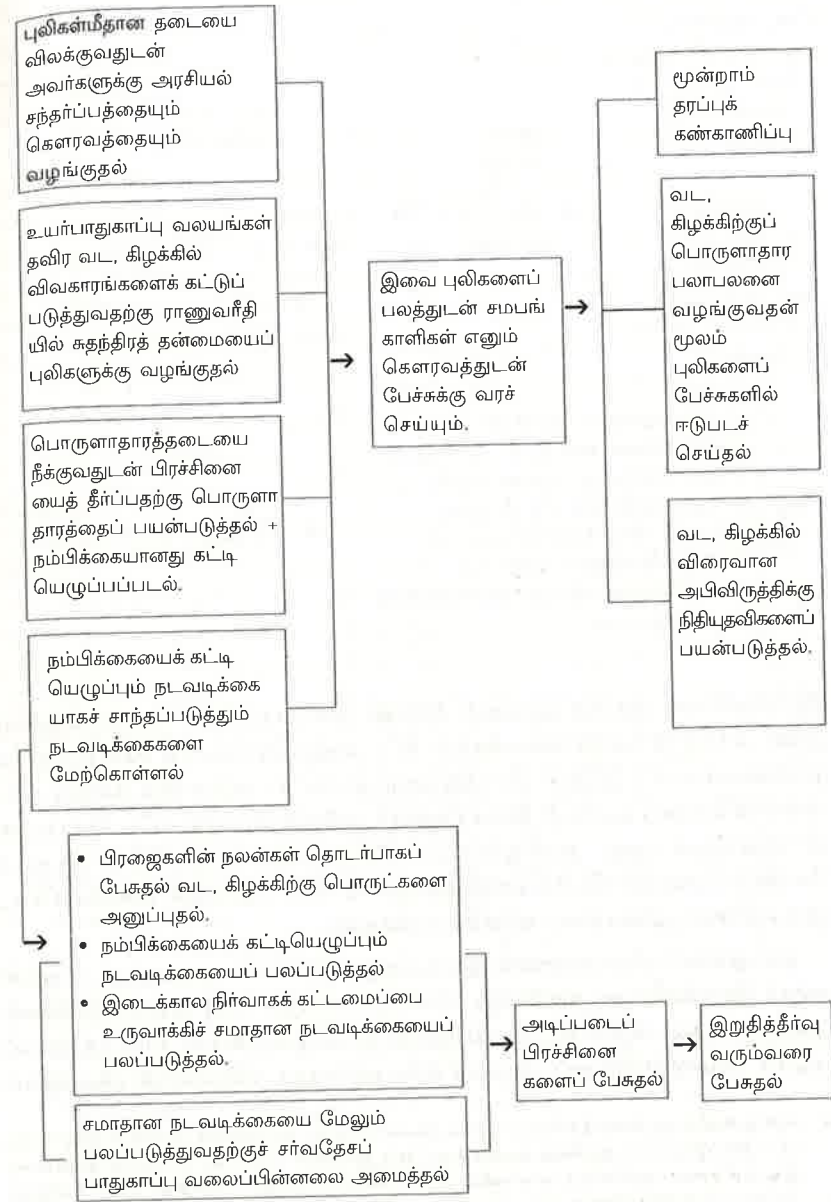 புலிகள்மீதான தடையை
விலக்குவதுடன்
அவர்களுக்கு அரசியல்
சந்தர்ப்பத்தையும்
கௌரவத்தையும்
வழங்குதல்
உயர்பாதுகாப்பு வலயங்கள்
தவிர வட, கிழக்கில்
விவகாரங்களைக் கட்டுப்
படுத்துவதற்கு ராணுவரீதி
யில் சுதந்திரத் தன்மையைப்
புலிகளுக்கு வழங்குதல்
பொருளாதாரத்தடையை
நீக்குவதுடன் பிரச்சினை
யைத் தீர்ப்பதற்கு பொருளா
தாரத்தைப் பயன்படுத்தல் +
நம்பிக்கையானது கட்டி
யெழுப்பப்படல்.
நம்பிக்கையைக் கட்டி
யெழுப்பும் நடவடிக்கை
யாகச் சாந்தப்படுத்தும்
நடவடிக்கைகளை
மேற்கொள்ளல்
→
இவை புலிகளைப்
பலத்துடன் சமபங்
காளிகள் எனும்
கௌரவத்துடன்
பேச்சுக்கு வரச்
செய்யும்.
→
மூன்றாம்
தரப்புக்
கண்காணிப்பு
வட,
கிழக்கிற்குப்
பொருளாதார
பலாபலனை
வழங்குவதன்
மூலம்
புலிகளைப்
பேச்சுகளில்
ஈடுபடச்
செய்தல்
வட, கிழக்கில்
விரைவான
அபிவிருத்திக்கு
நிதியுதவிகளைப்
பயன்படுத்தல்.
→
• பிரஜைகளின் நலன்கள் தொடர்பாகப்
பேசுதல் வட, கிழக்கிற்கு பொருட்களை
அனுப்புதல்.
• நம்பிக்கையைக் கட்டியெழுப்பும்
நடவடிக்கையைப் பலப்படுத்தல்
• இடைக்கால நிர்வாகக் கட்டமைப்பை
உருவாக்கிச் சமாதான நடவடிக்கையைப்
பலப்படுத்தல்.
சமாதான நடவடிக்கையை மேலும்
பலப்படுத்துவதற்குச் சர்வதேசப்
பாதுகாப்பு வலைப்பின்னலை அமைத்தல்
→
அடிப்படைப்
பிரச்சினை
களைப் பேசுதல்
→
இறுதித்தீர்வு
வரும்வரை
பேசுதல்